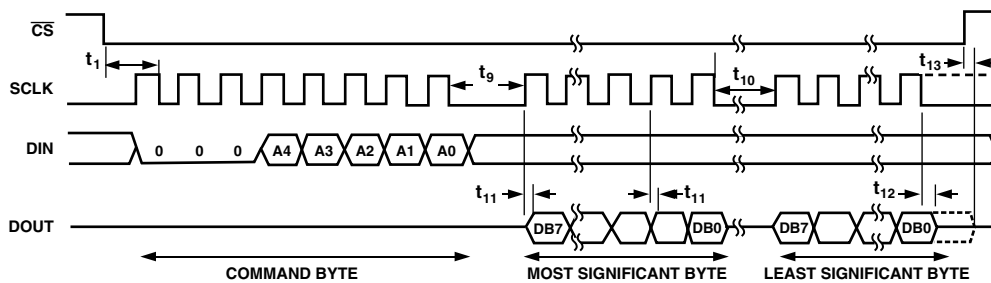 CS
t1
t13
SCLK
t9
t10
DIN
0 0 0 A4 A3 A2 A1 A0
t11
t11
t12
DOUT
DB7 DB0 DB7 DB0
COMMAND BYTE MOST SIGNIFICANT BYTE LEAST SIGNIFICANT BYTE